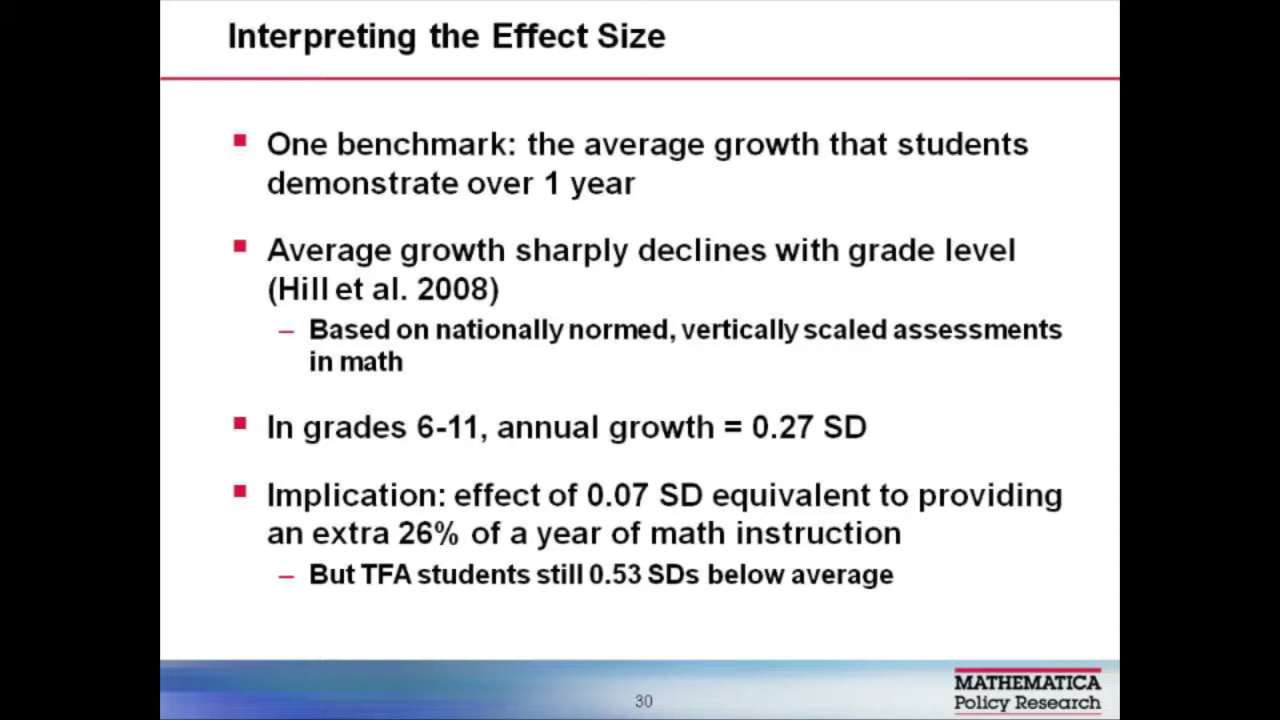 Interpreting the Effect Size
One benchmark: the average growth that students
demonstrate over 1 year
Average growth sharply declines with grade level
(Hill et al. 2008)
– Based on nationally normed, vertically scaled assessments
in math
In grades 6-11, annual growth = 0.27 SD
Implication: effect of 0.07 SD equivalent to providing
an extra 26% of a year of math instruction
– But TFA students still 0.53 SDs below average
30
MATHEMATICA
Policy Research